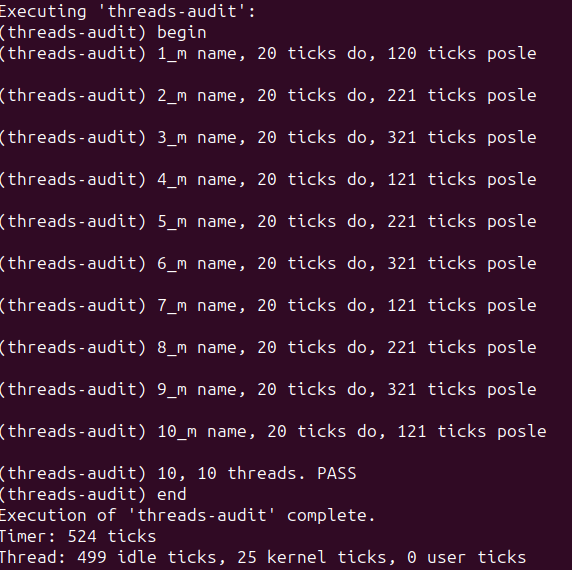 Executing 'threads-audit':
(threads-audit) begin
(threads-audit) 1_m name, 20 ticks do, 120 ticks posle
(threads-audit) 2_m name, 20 ticks do, 221 ticks posle
(threads-audit) 3_m name, 20 ticks do, 321 ticks posle
(threads-audit) 4_m name, 20 ticks do, 121 ticks posle
(threads-audit) 5_m name, 20 ticks do, 221 ticks posle
(threads-audit) 6_m name, 20 ticks do, 321 ticks posle
(threads-audit) 7_m name, 20 ticks do, 121 ticks posle
(threads-audit) 8_m name, 20 ticks do, 221 ticks posle
(threads-audit) 9_m name, 20 ticks do, 321 ticks posle
(threads-audit) 10_m name, 20 ticks do, 121 ticks posle
(threads-audit) 10, 10 threads. PASS
(threads-audit) end
Execution of 'threads-audit' complete.
Timer: 524 ticks
Thread: 499 idle ticks, 25 kernel ticks, 0 user ticks